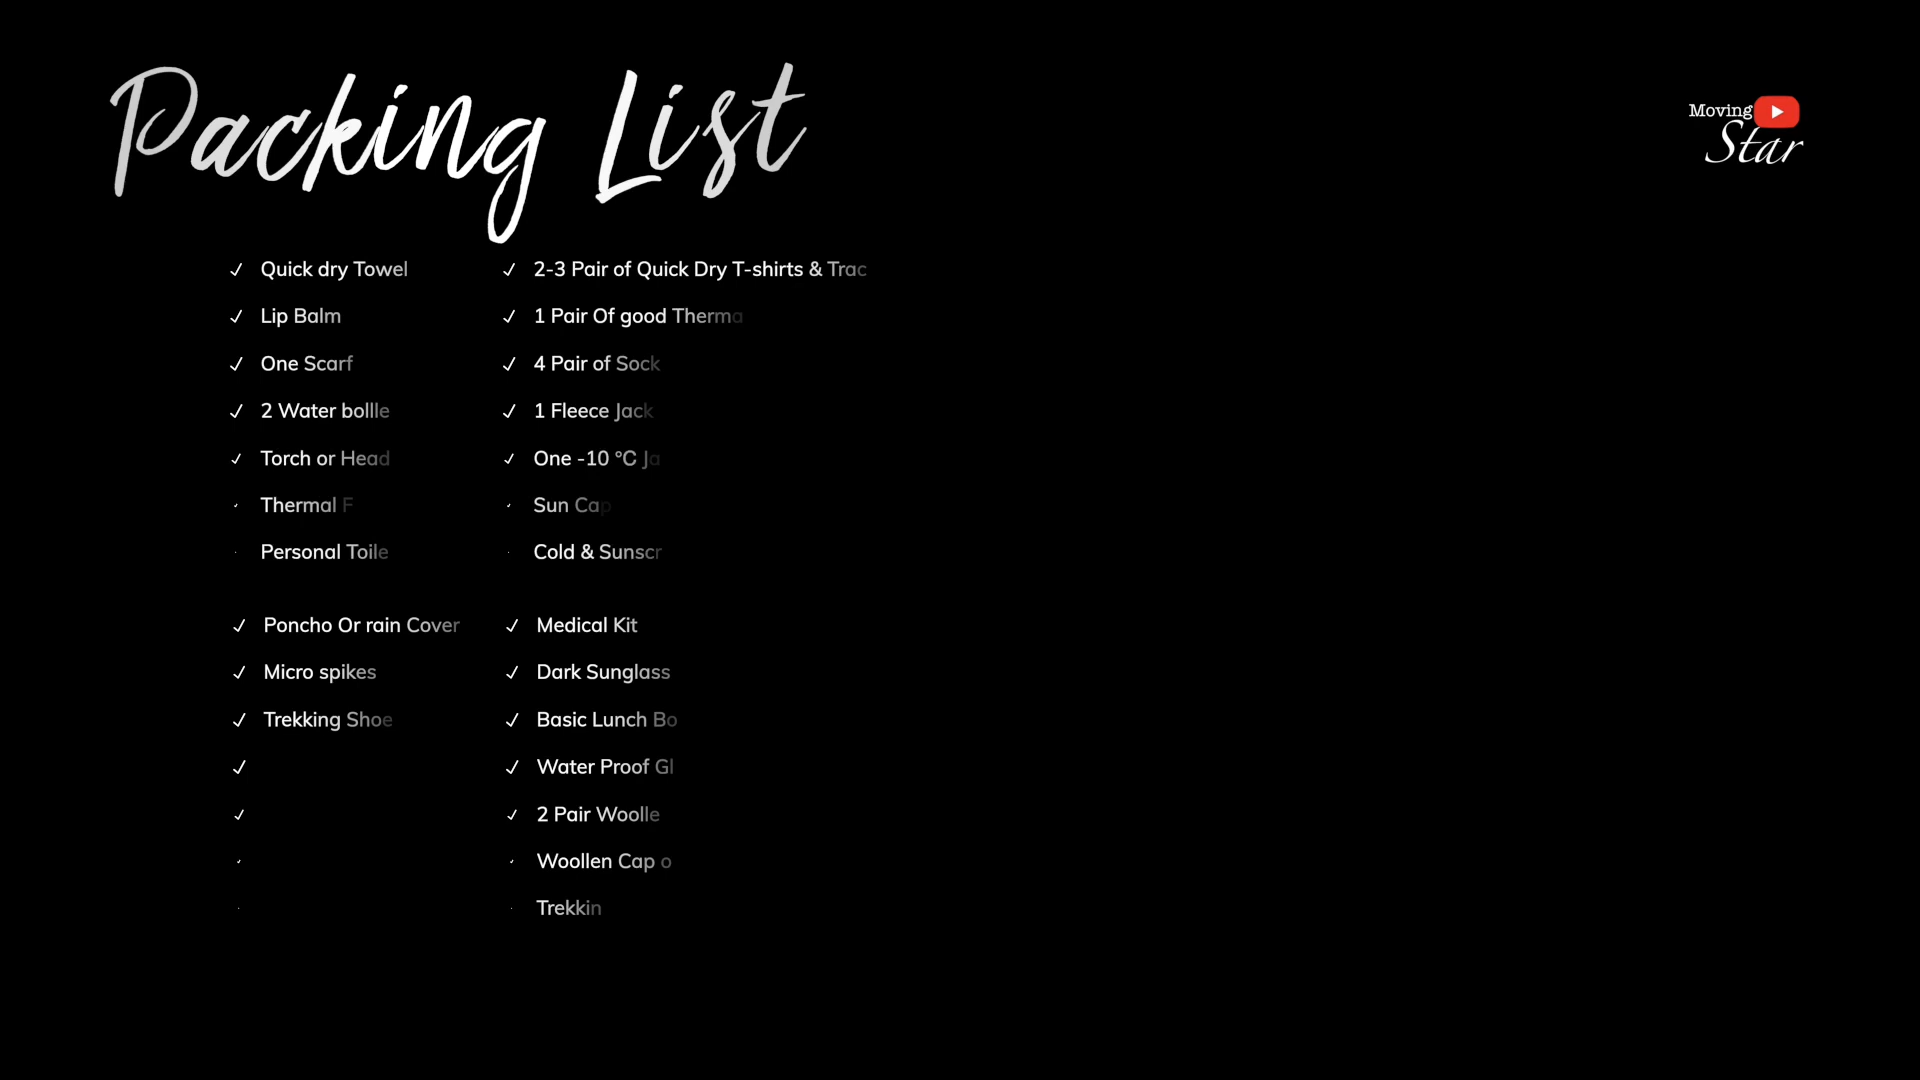 Packing List
Moving
Star
Quick dry Towel
Lip Balm
One Scarf
2 Water bollle
Torch or Head
Thermal F
Personal Toile
2-3 Pair of Quick Dry T-shirts & Trac
1 Pair Of good Therma
4 Pair of Sock
1 Fleece Jack
One -10 °C Ja
Sun Cap
Cold & Sunscr
Poncho Or rain Cover
Micro spikes
Trekking Shoe
Medical Kit
Dark Sunglass
Basic Lunch Bo
Water Proof Gl
2 Pair Woolle
Woollen Cap o
Trekkin